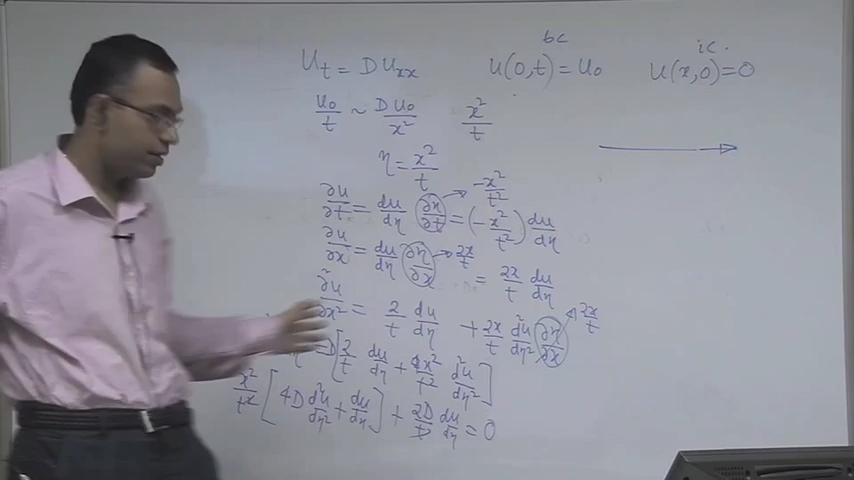 bc
ic.
u_t = D u_xx u(0,t) = u_0 u(x,0) = 0
u_0/t ~ D u_0/x^2 x^2/t
η = x^2/t
∂u/∂t = du/dη ∂η/∂t = (-x^2/t^2) du/dη -x^2/t^2
∂u/∂x = du/dη ∂η/∂x 2x/t = 2x/t du/dη
∂^2u/∂x^2 = 2/t du/dη + 2x/t d^2u/dη^2 ∂η/∂x 2x/t
D[2/t du/dη + 4x^2/t^2 d^2u/dη^2]
x^2/t^2 [4D d^2u/dη^2 + du/dη] + 2D/t du/dη = 0